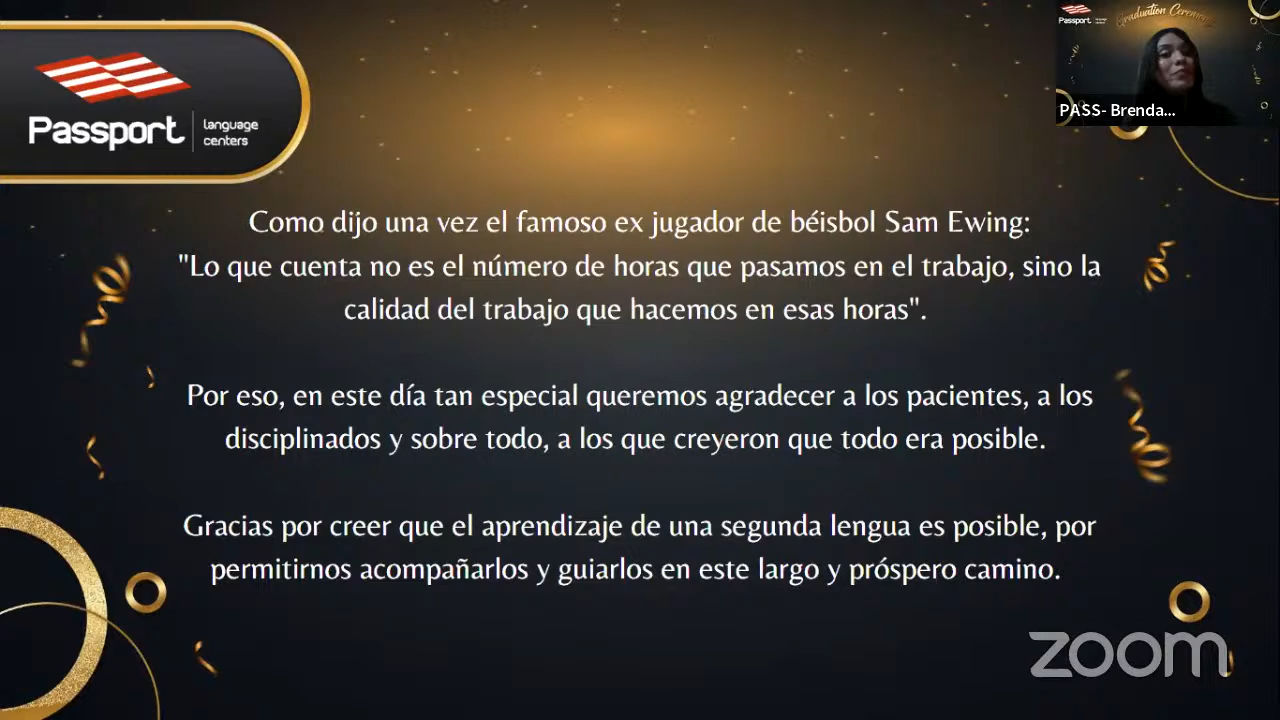 Passport
language
centers
Passport
Graduation Ceremony
PASS- Brenda...
Como dijo una vez el famoso ex jugador de béisbol Sam Ewing:
"Lo que cuenta no es el número de horas que pasamos en el trabajo, sino la
calidad del trabajo que hacemos en esas horas".
Por eso, en este día tan especial queremos agradecer a los pacientes, a los
disciplinados y sobre todo, a los que creyeron que todo era posible.
Gracias por creer que el aprendizaje de una segunda lengua es posible, por
permitirnos acompañarlos y guiarlos en este largo y próspero camino.
zoom